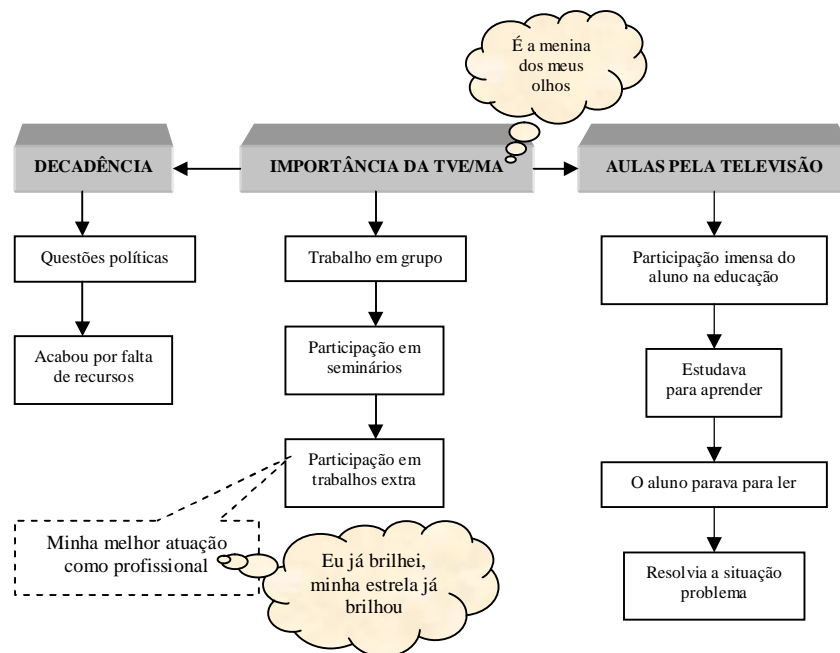 É a menina
dos meus
olhos
DECADÊNCIA
IMPORTÂNCIA DA TVE/MA
AULAS PELA TELEVISÃO
Questões políticas
Acabou por falta
de recursos
Trabalho em grupo
Participação em
seminários
Participação em
trabalhos extra
Minha melhor atuação
como profissional
Eu já brilhei,
minha estrela já
brilhou
Participação imensa do
aluno na educação
Estudava
para aprender
O aluno parava para ler
Resolvia a situação
problema